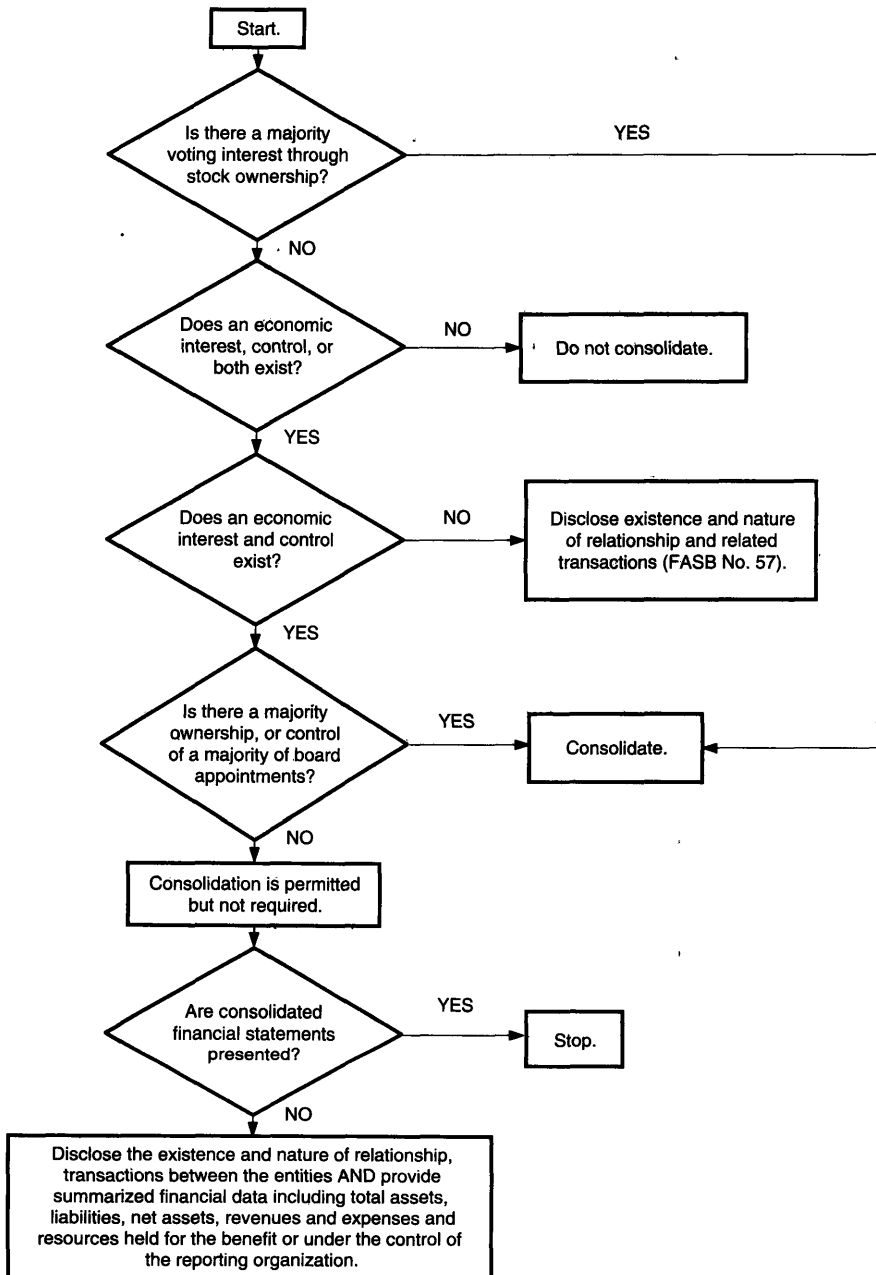 Start.
Is there a majority
voting interest through
stock ownership?
YES
NO
Does an economic
interest, control, or
both exist?
NO
Do not consolidate.
YES
Does an economic
interest and control
exist?
NO
Disclose existence and nature
of relationship and related
transactions (FASB No. 57).
YES
Is there a majority
ownership, or control
of a majority of board
appointments?
YES
Consolidate.
NO
Consolidation is permitted
but not required.
Are consolidated
financial statements
presented?
YES
Stop.
NO
Disclose the existence and nature of relationship,
transactions between the entities AND provide
summarized financial data including total assets,
liabilities, net assets, revenues and expenses and
resources held for the benefit or under the control of
the reporting organization.